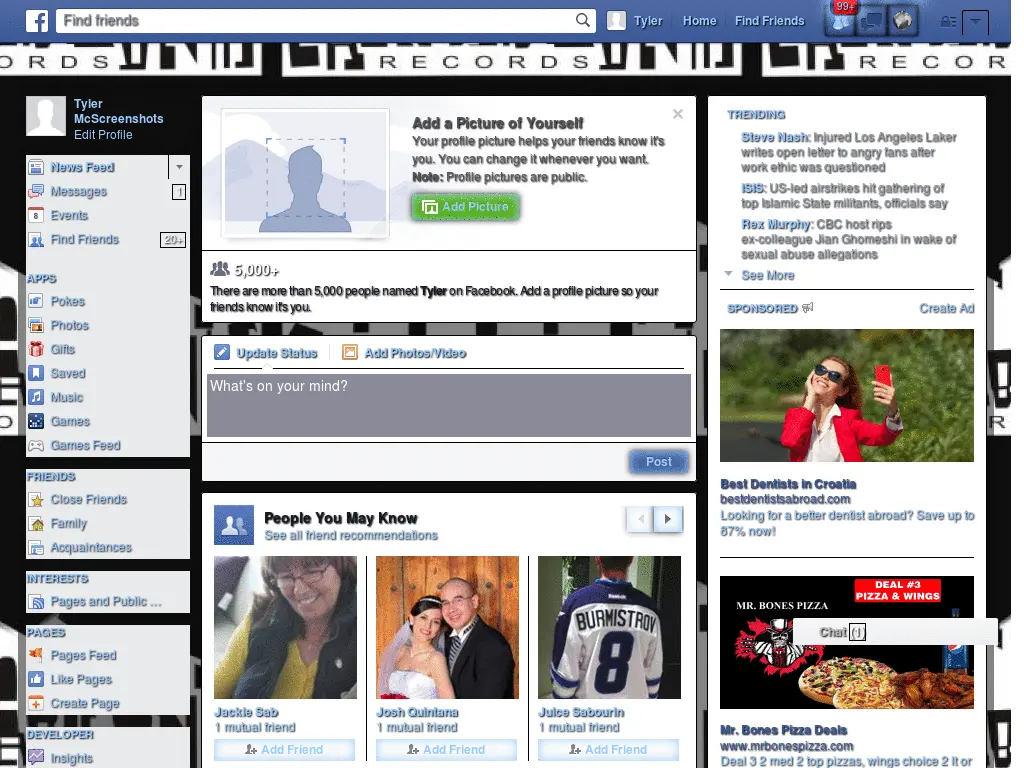 Find friends
Tyler
Home
Find Friends
99+
ORDS
RECORDS
RECOR
Tyler
McScreenshots
Edit Profile
News Feed
Messages
1
8
Events
Find Friends
20+
APPS
Pokes
Photos
Gifts
Saved
Music
Games
Games Feed
FRIENDS
Close Friends
Family
Acquaintances
INTERESTS
Pages and Public ...
PAGES
Pages Feed
Like Pages
Create Page
DEVELOPER
Insights
Add a Picture of Yourself
Your profile picture helps your friends know it's
you. You can change it whenever you want.
Note: Profile pictures are public.
Add Picture
5,000+
There are more than 5,000 people named Tyler on Facebook. Add a profile picture so your
friends know it's you.
Update Status
Add Photos/Video
What's on your mind?
Post
People You May Know
See all friend recommendations
Jackie Sab
1 mutual friend
Add Friend
Josh Quintana
1 mutual friend
Add Friend
Reebok
BURMISTROV
8
Juice Sabourin
1 mutual friend
Add Friend
TRENDING
Steve Nash: Injured Los Angeles Laker
writes open letter to angry fans after
work ethic was questioned
ISIS: US-led airstrikes hit gathering of
top Islamic State militants, officials say
Rex Murphy: CBC host rips
ex-colleague Jian Ghomeshi in wake of
sexual abuse allegations
See More
SPONSORED
Create Ad
Best Dentists in Croatia
bestdentistsabroad.com
Looking for a better dentist abroad? Save up to
67% now!
DEAL #3
PIZZA & WINGS
MR. BONES PIZZA
Chat (1)
pepsi
Mr. Bones Pizza Deals
www.mrbonespizza.com
Deal 3 2 med 2 top pizzas, wings choice 2 lt or